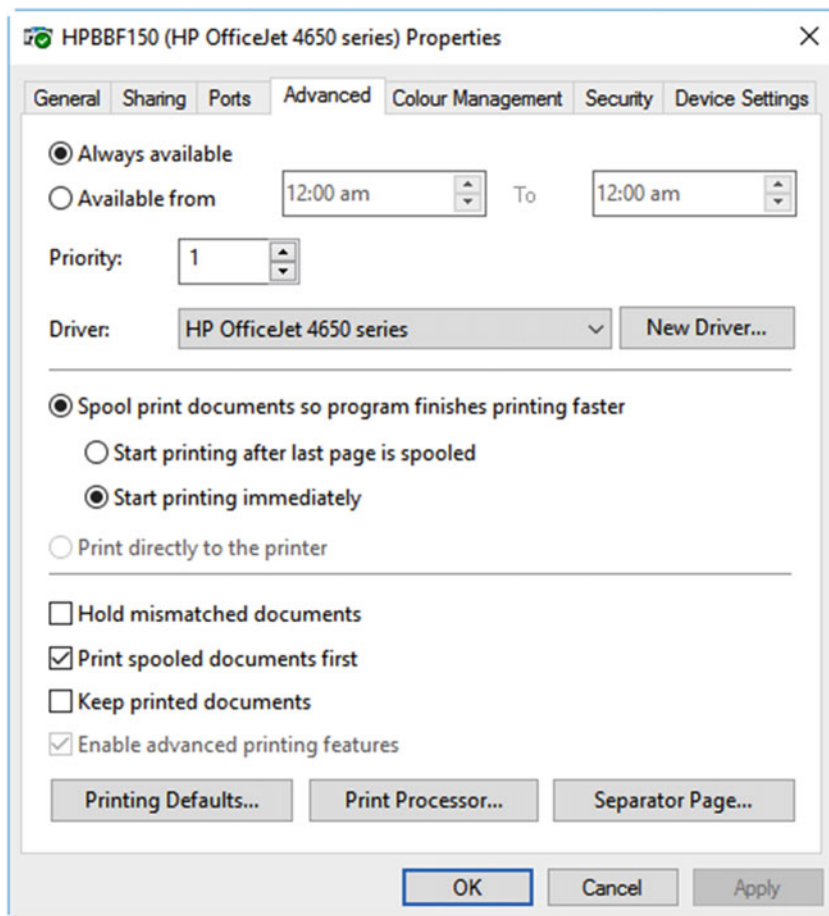 HPBBF150 (HP OfficeJet 4650 series) Properties
General Sharing Ports Advanced Colour Management Security Device Settings
Always available
Available from 12:00 am To 12:00 am
Priority: 1
Driver: HP OfficeJet 4650 series New Driver...
Spool print documents so program finishes printing faster
Start printing after last page is spooled
Start printing immediately
Print directly to the printer
Hold mismatched documents
Print spooled documents first
Keep printed documents
Enable advanced printing features
Printing Defaults... Print Processor... Separator Page...
OK Cancel Apply